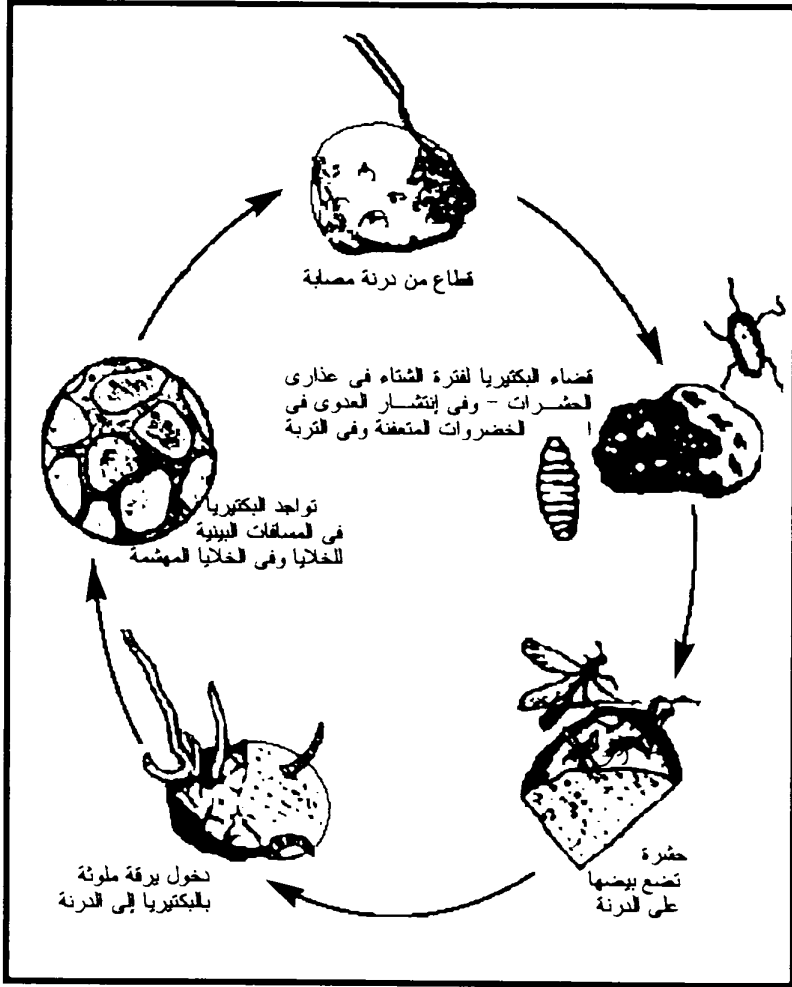 قطاع من درنة مصابة
قضاء البكتيريا لفترة الشتاء فى عذارى
الحشرات - وفى إنتشار العدوى فى
الخضروات المتعفنة وفى التربة
تواجد البكتيريا
فى المسافات البينية
للخلايا وفى الخلايا المهشمة
حشرة
تضع بيضها
على الدرنة
دخول يرقة ملوثة
بالبكتيريا إلى الدرنة